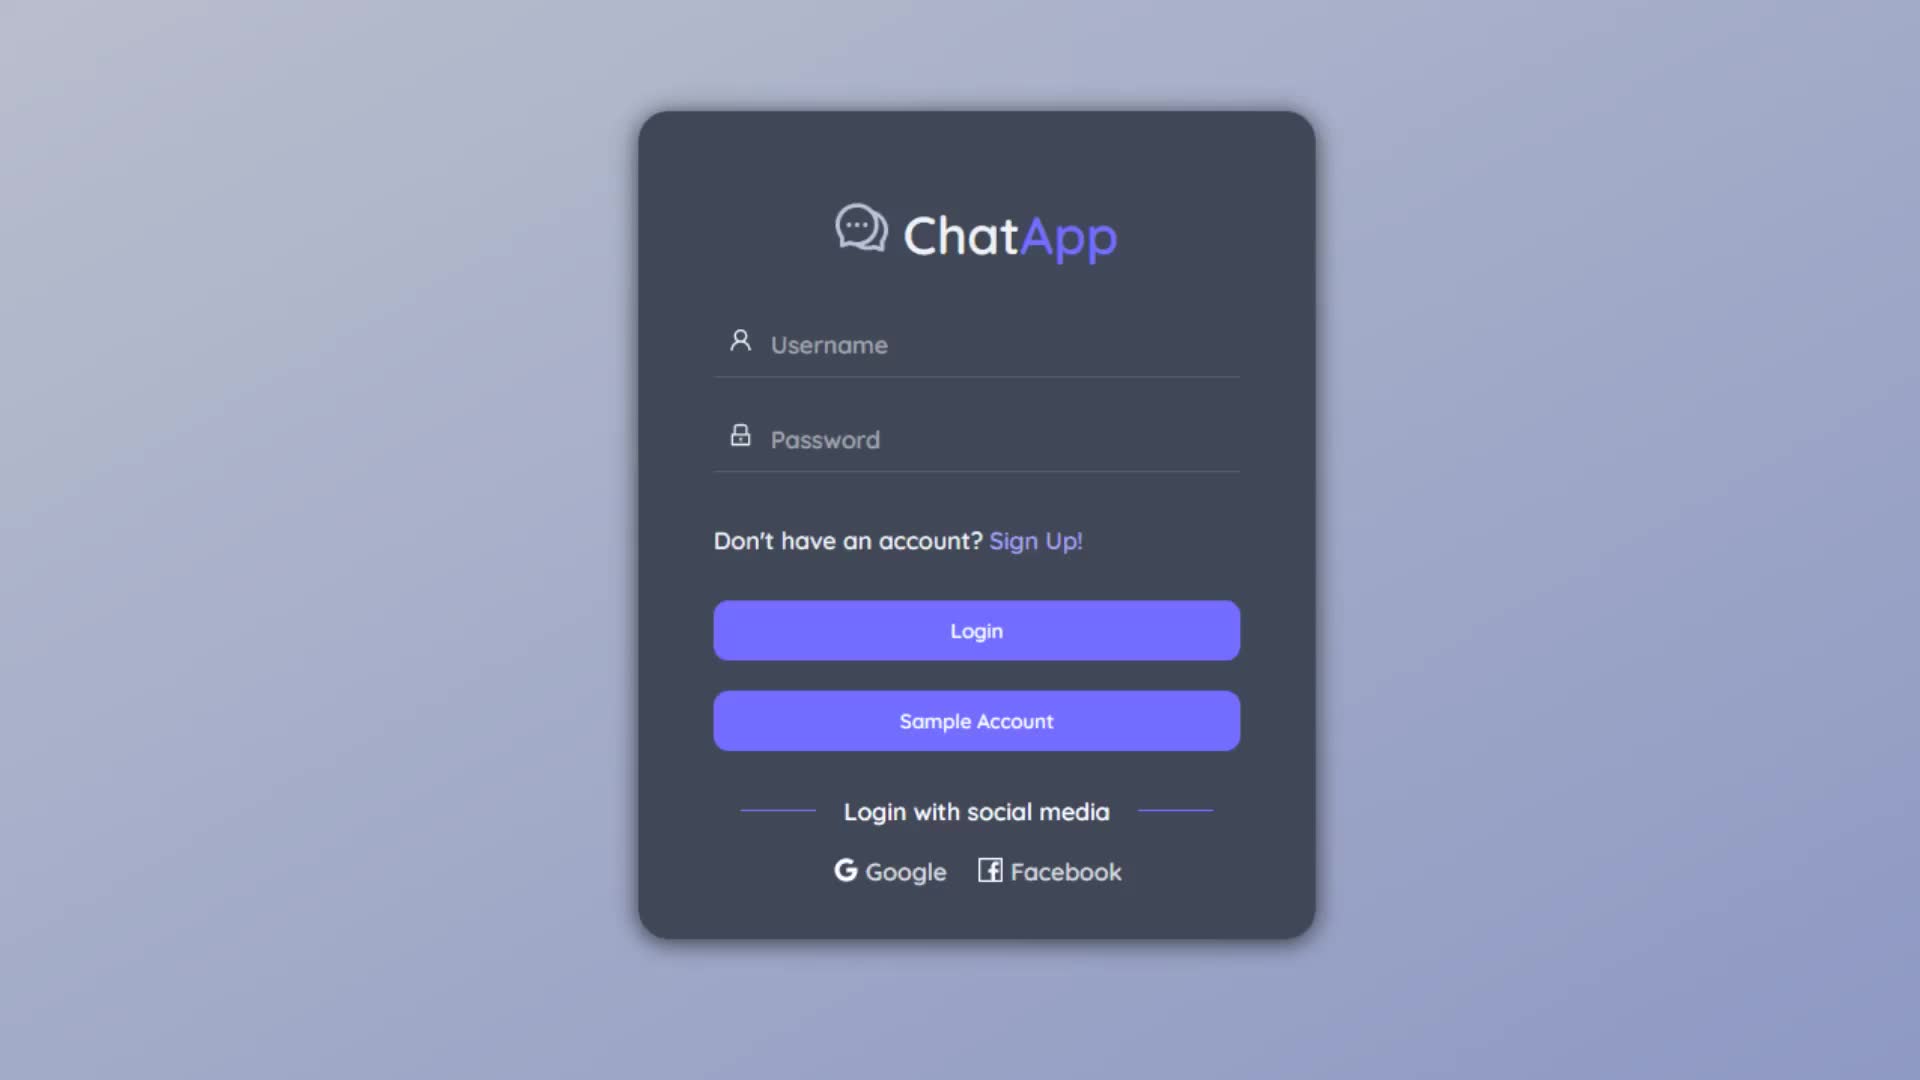 ChatApp
Username
Password
Don't have an account? Sign Up!
Login
Sample Account
Login with social media
Google Facebook